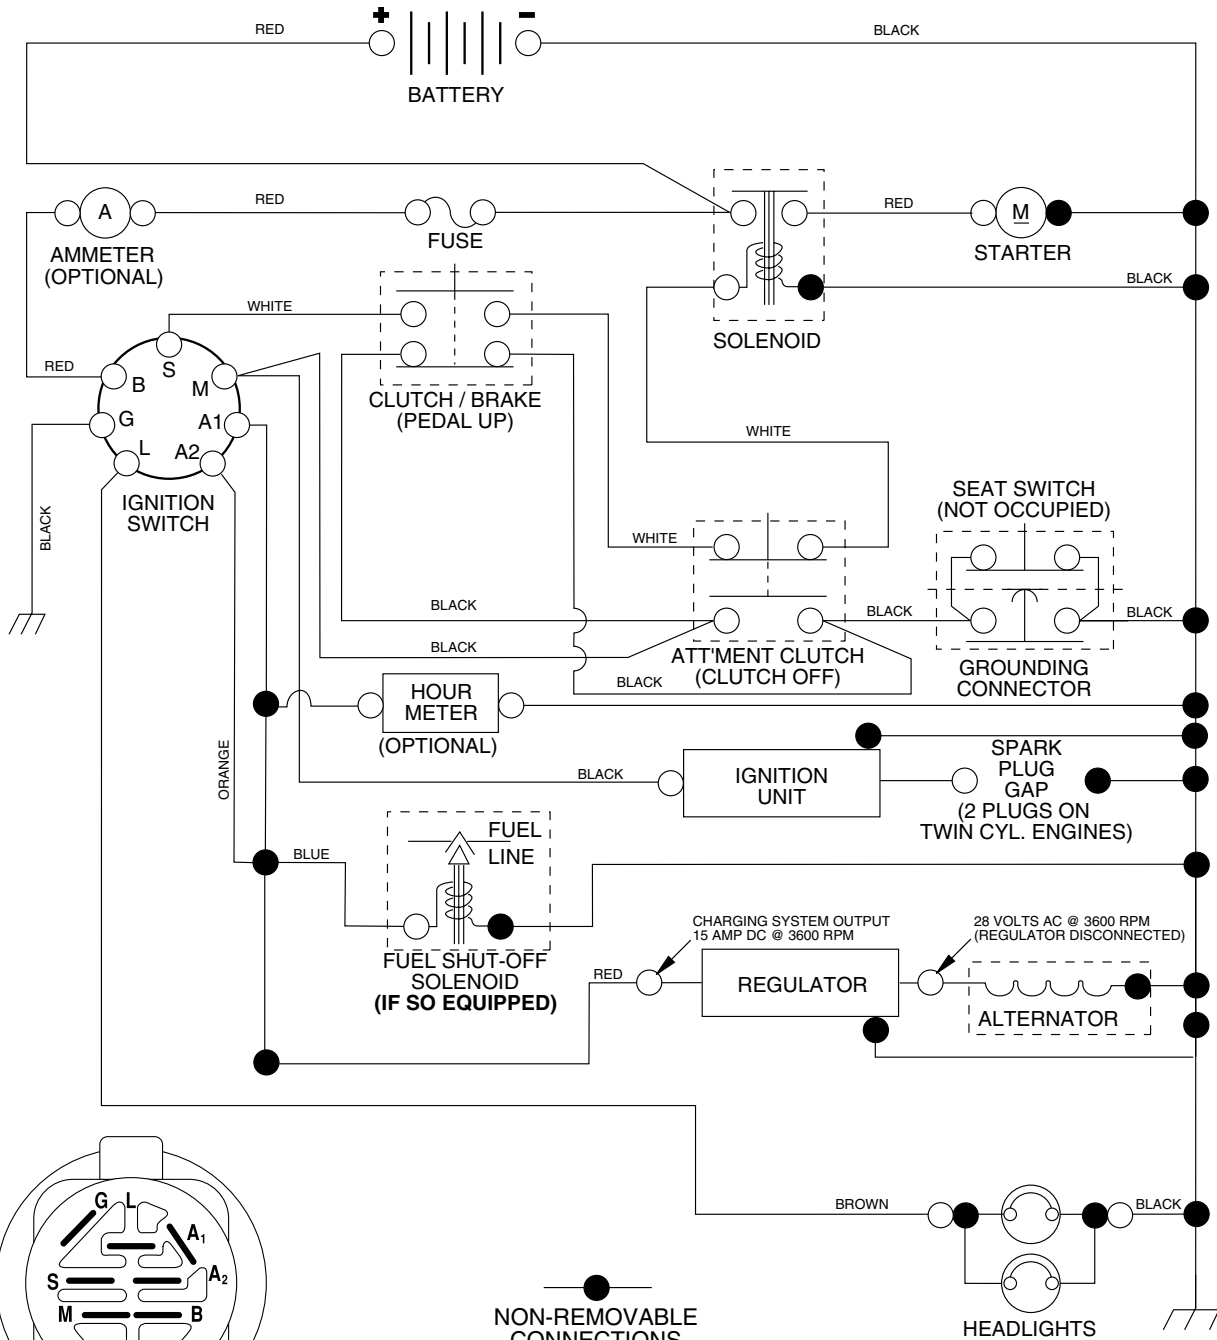 + -
RED
BLACK
BATTERY
A
RED
RED
M
AMMETER
(OPTIONAL)
FUSE
STARTER
WHITE
BLACK
SOLENOID
RED
S
B
M
G
A1
L
A2
CLUTCH / BRAKE
(PEDAL UP)
WHITE
IGNITION
SWITCH
BLACK
SEAT SWITCH
(NOT OCCUPIED)
WHITE
BLACK
BLACK
BLACK
BLACK
ATT'MENT CLUTCH
(CLUTCH OFF)
BLACK
GROUNDING
CONNECTOR
HOUR
METER
(OPTIONAL)
ORANGE
BLACK
IGNITION
UNIT
SPARK
PLUG
GAP
(2 PLUGS ON
TWIN CYL. ENGINES)
FUEL
LINE
BLUE
FUEL SHUT-OFF
SOLENOID
(IF SO EQUIPPED)
CHARGING SYSTEM OUTPUT
15 AMP DC @ 3600 RPM
28 VOLTS AC @ 3600 RPM
(REGULATOR DISCONNECTED)
RED
REGULATOR
ALTERNATOR
BROWN
BLACK
G L
A1
S
A2
M
B
NON-REMOVABLE
CONNECTIONS
HEADLIGHTS